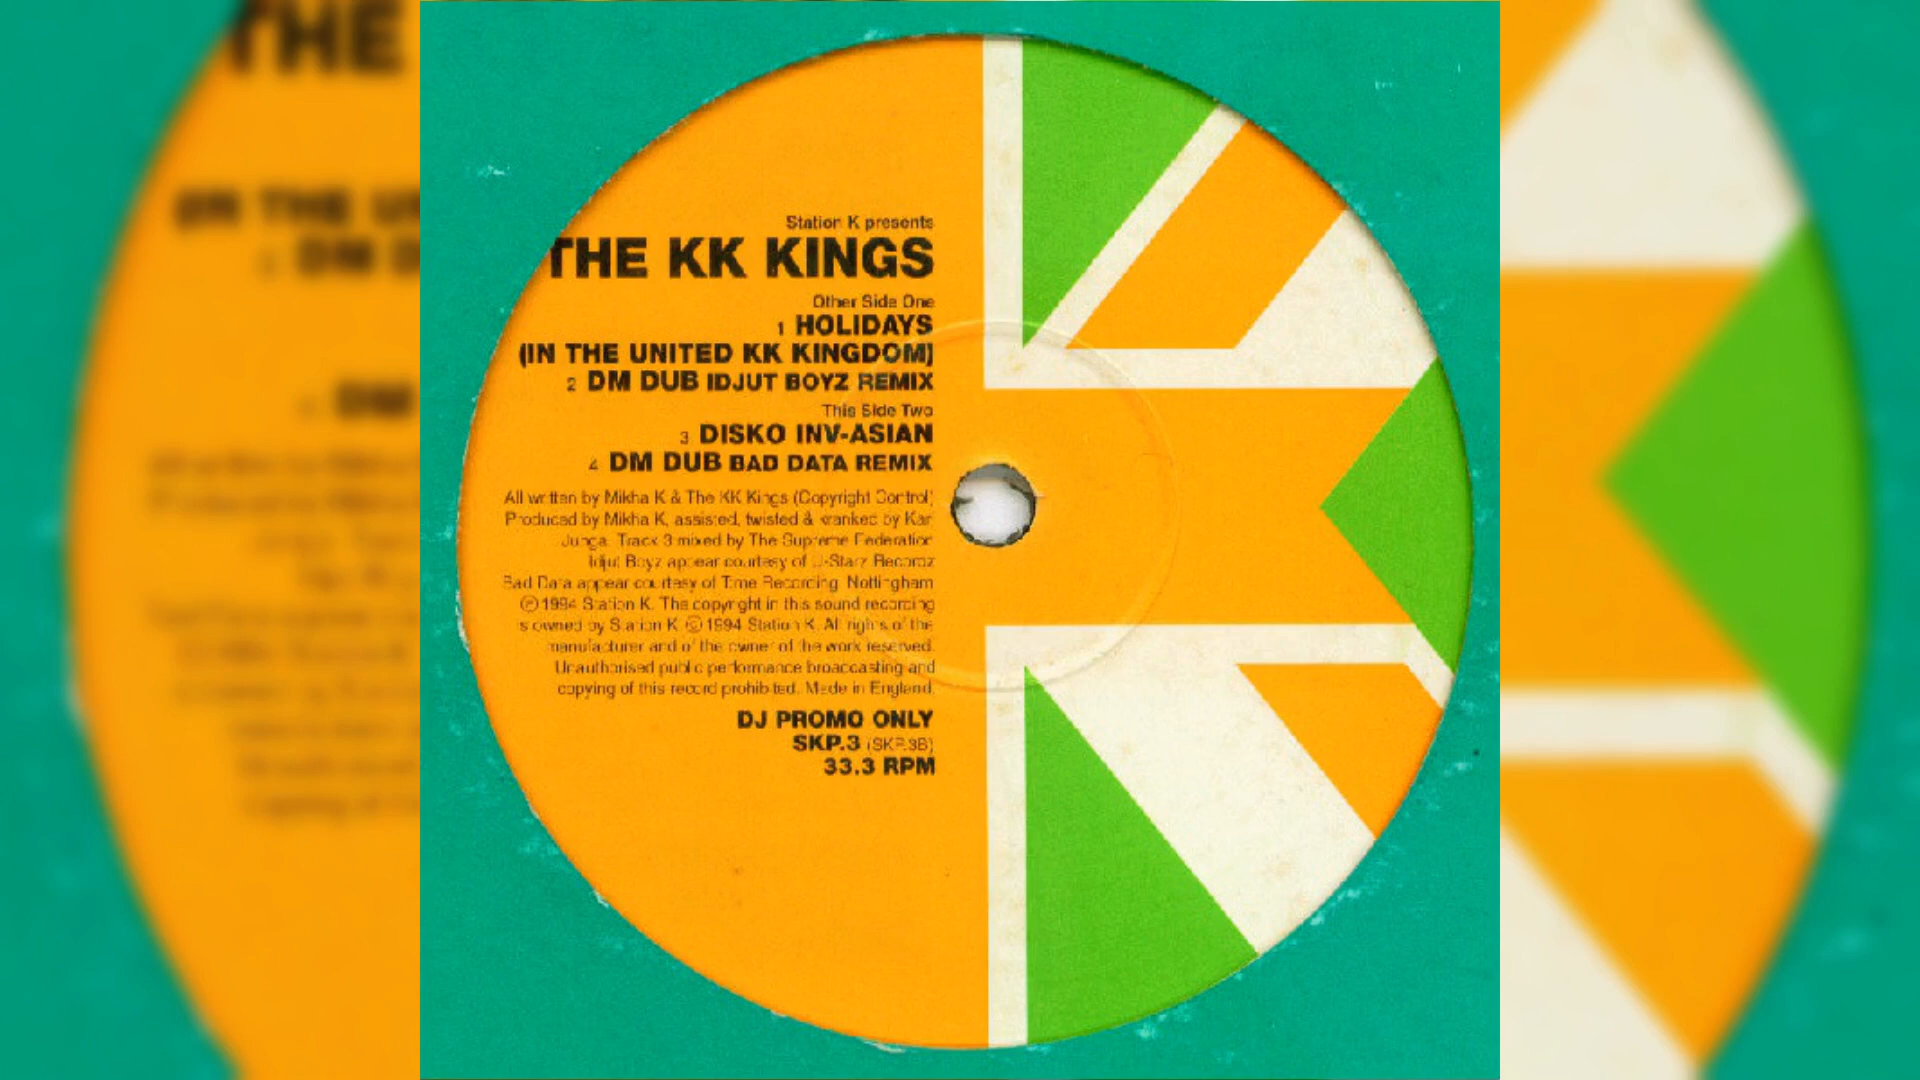 Station K presents
THE KK KINGS
Other Side One
1 HOLIDAYS
(IN THE UNITED KK KINGDOM)
2 DM DUB IDJUT BOYZ REMIX
This Side Two
3 DISKO INV-ASIAN
4 DM DUB BAD DATA REMIX
All written by Mikha K & The KK Kings (Copyright Control)
Produced by Mikha K, assisted, twisted & kranked by Karl
Junga. Track 3 mixed by The Supreme Federation
Idjut Boyz appear courtesy of U-Starz Recordz
Bad Data appear courtesy of Time Recording, Nottingham
Ⓟ 1994 Station K. The copyright in this sound recording
is owned by Station K. © 1994 Station K. All rights of the
manufacturer and of the owner of the work reserved.
Unauthorised public performance broadcasting and
copying of this record prohibited. Made in England.
DJ PROMO ONLY
SKP.3 (SKP.3B)
33.3 RPM